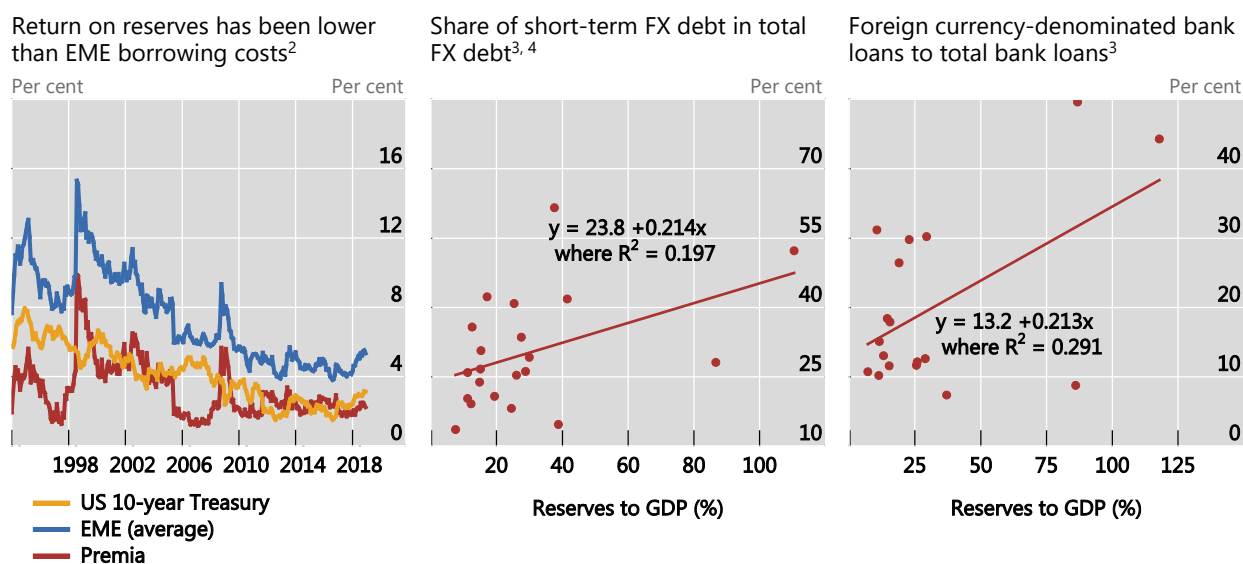 Return on reserves has been lower
than EME borrowing costs²
Per cent Per cent
16
12
8
4
0
1998 2002 2006 2010 2014 2018
US 10-year Treasury
EME (average)
Premia
Share of short-term FX debt in total
FX debt³˒ ⁴
Per cent
70
55
40
25
10
y = 23.8 +0.214x
where R² = 0.197
20 40 60 80 100
Reserves to GDP (%)
Foreign currency-denominated bank
loans to total bank loans³
Per cent
40
30
20
10
0
y = 13.2 +0.213x
where R² = 0.291
25 50 75 100 125
Reserves to GDP (%)